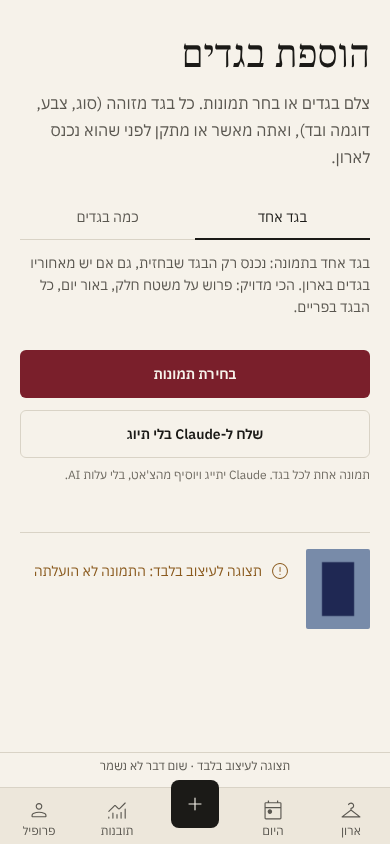 הוספת בגדים
צלם בגדים או בחר תמונות. כל בגד מזוהה (סוג, צבע,
דוגמה ובד), ואתה מאשר או מתקן לפני שהוא נכנס
לארון.
בגד אחד
כמה בגדים
בגד אחד בתמונה: נכנס רק הבגד שבחזית, גם אם יש מאחוריו
בגדים בארון. הכי מדויק: פרוש על משטח חלק, באור יום, כל
הבגד בפריים.
בחירת תמונות
שלח ל-Claude בלי תיוג
תמונה אחת לכל בגד. Claude יתייג ויוסיף מהצ'אט, בלי עלות AI.
תצוגה לעיצוב בלבד: התמונה לא הועלתה
תצוגה לעיצוב בלבד · שום דבר לא נשמר
ארון
היום
תובנות
פרופיל